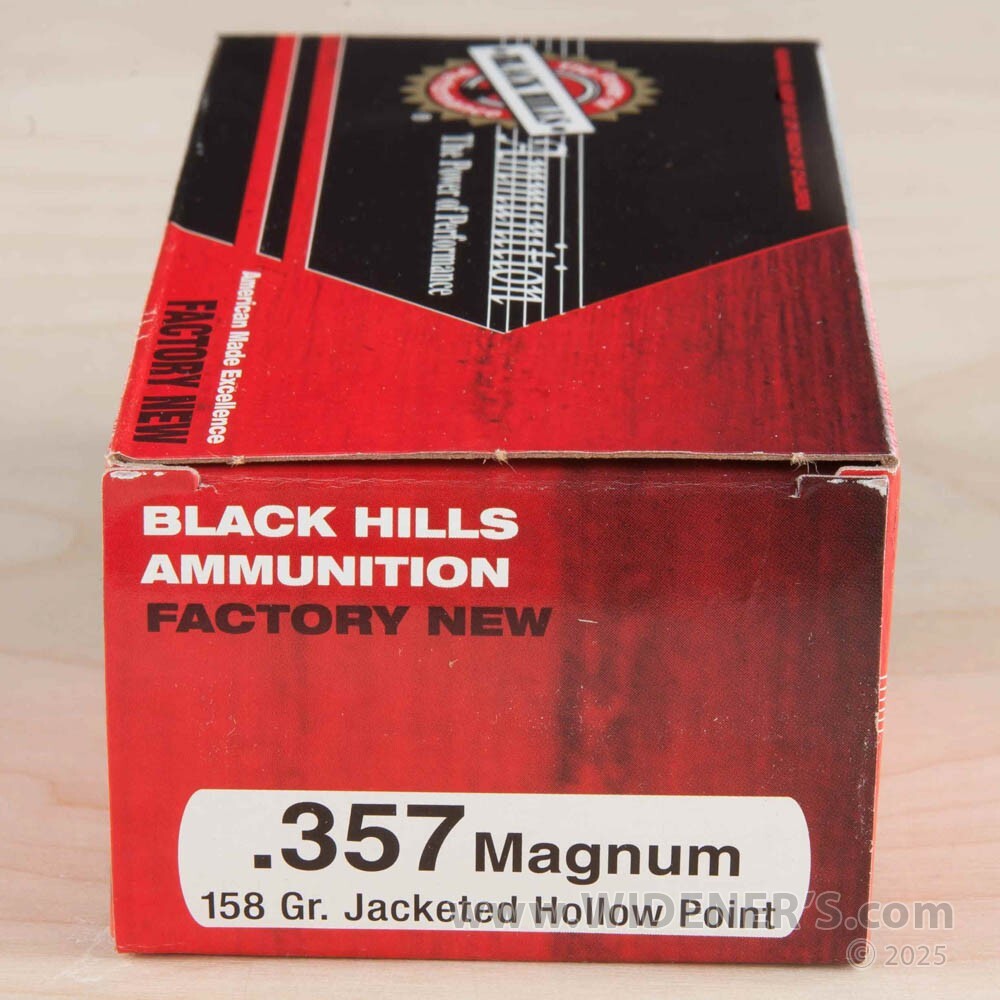 The Power of Performance
American Made Excellence
FACTORY NEW
BLACK HILLS
AMMUNITION
FACTORY NEW
.357 Magnum
158 Gr. Jacketed Hollow Point
www.WIDENER'S.com
© 2025